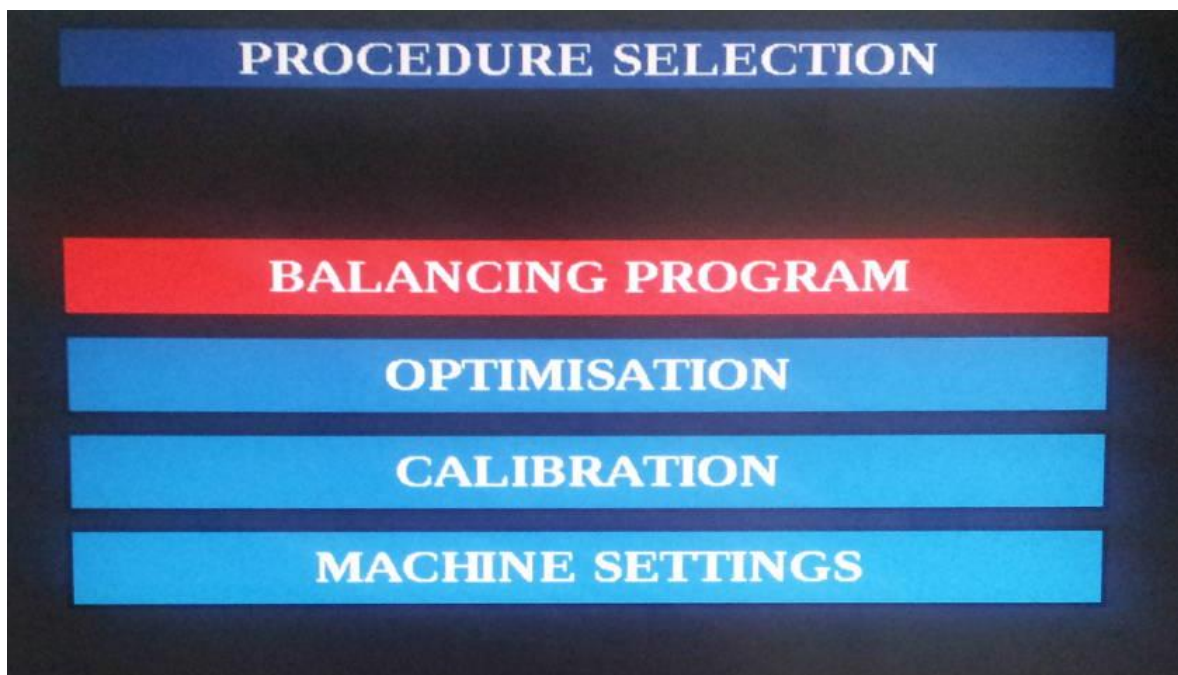 PROCEDURE SELECTION
BALANCING PROGRAM
OPTIMISATION
CALIBRATION
MACHINE SETTINGS